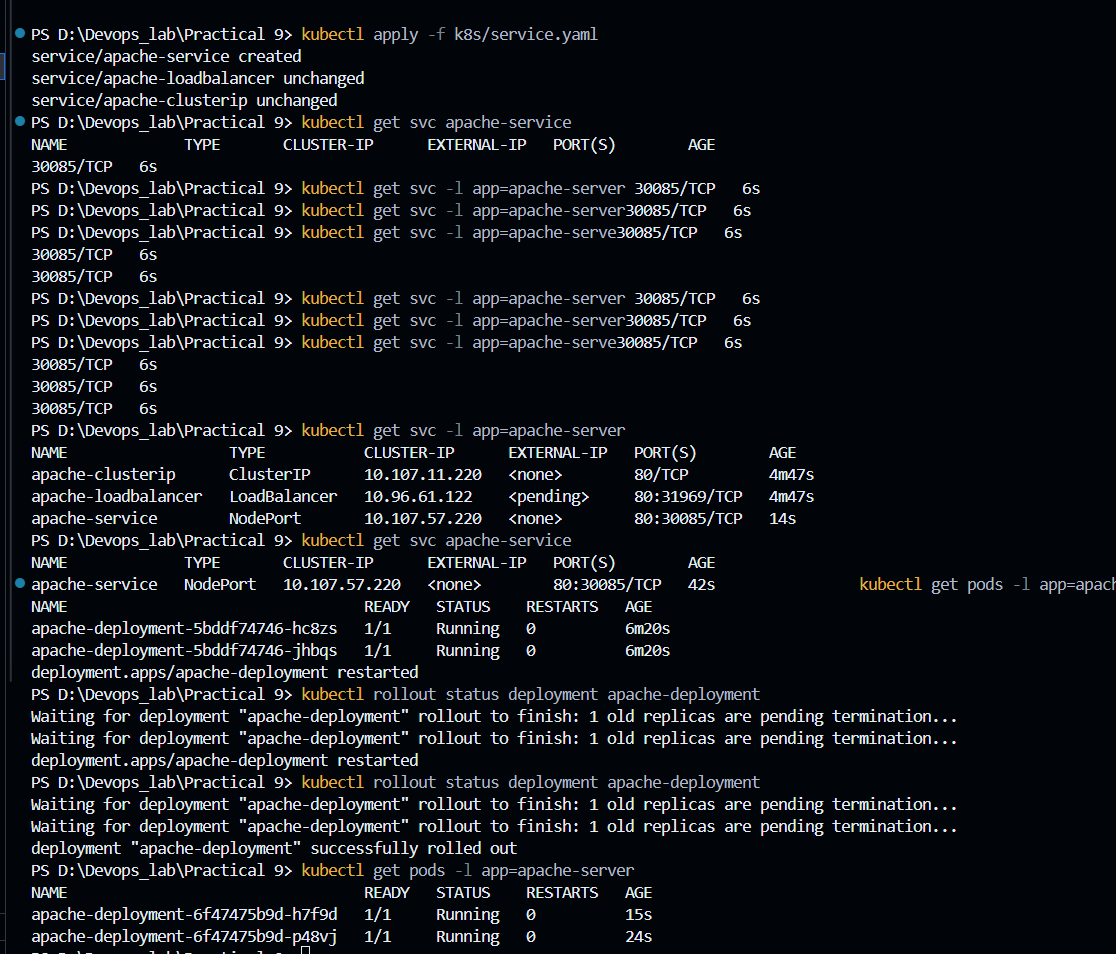 PS D:\Devops_lab\Practical 9> kubectl apply -f k8s/service.yaml
service/apache-service created
service/apache-loadbalancer unchanged
service/apache-clusterip unchanged
PS D:\Devops_lab\Practical 9> kubectl get svc apache-service
NAME TYPE CLUSTER-IP EXTERNAL-IP PORT(S) AGE
30085/TCP 6s
PS D:\Devops_lab\Practical 9> kubectl get svc -l app=apache-server 30085/TCP 6s
PS D:\Devops_lab\Practical 9> kubectl get svc -l app=apache-server30085/TCP 6s
PS D:\Devops_lab\Practical 9> kubectl get svc -l app=apache-serve30085/TCP 6s
30085/TCP 6s
30085/TCP 6s
PS D:\Devops_lab\Practical 9> kubectl get svc -l app=apache-server 30085/TCP 6s
PS D:\Devops_lab\Practical 9> kubectl get svc -l app=apache-server30085/TCP 6s
PS D:\Devops_lab\Practical 9> kubectl get svc -l app=apache-serve30085/TCP 6s
30085/TCP 6s
30085/TCP 6s
30085/TCP 6s
PS D:\Devops_lab\Practical 9> kubectl get svc -l app=apache-server
NAME TYPE CLUSTER-IP EXTERNAL-IP PORT(S) AGE
apache-clusterip ClusterIP 10.107.11.220 <none> 80/TCP 4m47s
apache-loadbalancer LoadBalancer 10.96.61.122 <pending> 80:31969/TCP 4m47s
apache-service NodePort 10.107.57.220 <none> 80:30085/TCP 14s
PS D:\Devops_lab\Practical 9> kubectl get svc apache-service
NAME TYPE CLUSTER-IP EXTERNAL-IP PORT(S) AGE
apache-service NodePort 10.107.57.220 <none> 80:30085/TCP 42s kubectl get pods -l app=apach
NAME READY STATUS RESTARTS AGE
apache-deployment-5bddf74746-hc8zs 1/1 Running 0 6m20s
apache-deployment-5bddf74746-jhbqs 1/1 Running 0 6m20s
deployment.apps/apache-deployment restarted
PS D:\Devops_lab\Practical 9> kubectl rollout status deployment apache-deployment
Waiting for deployment "apache-deployment" rollout to finish: 1 old replicas are pending termination...
Waiting for deployment "apache-deployment" rollout to finish: 1 old replicas are pending termination...
deployment.apps/apache-deployment restarted
PS D:\Devops_lab\Practical 9> kubectl rollout status deployment apache-deployment
Waiting for deployment "apache-deployment" rollout to finish: 1 old replicas are pending termination...
Waiting for deployment "apache-deployment" rollout to finish: 1 old replicas are pending termination...
deployment "apache-deployment" successfully rolled out
PS D:\Devops_lab\Practical 9> kubectl get pods -l app=apache-server
NAME READY STATUS RESTARTS AGE
apache-deployment-6f47475b9d-h7f9d 1/1 Running 0 15s
apache-deployment-6f47475b9d-p48vj 1/1 Running 0 24s